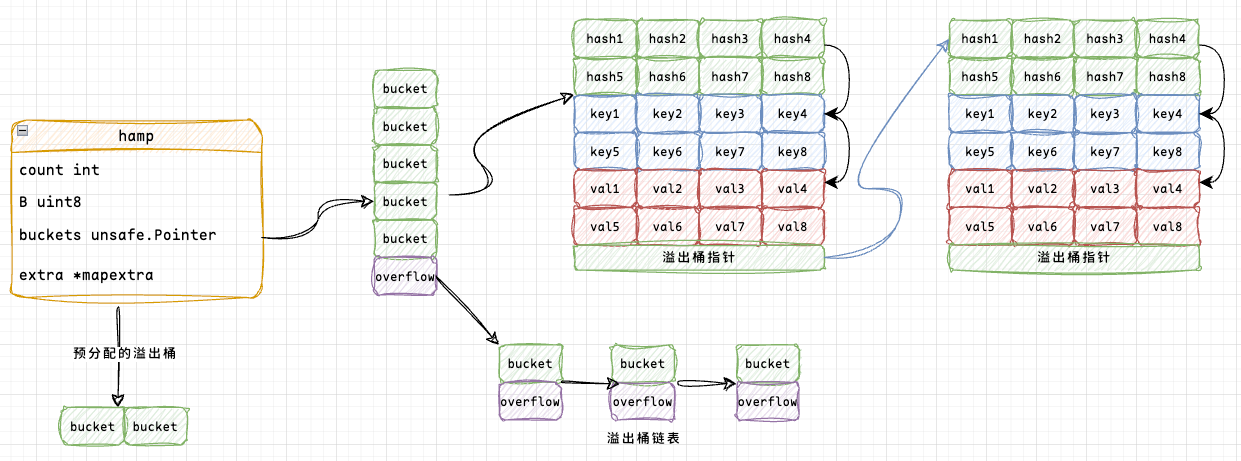 hamp
count int
B uint8
buckets unsafe.Pointer
extra *mapextra
预分配的溢出桶
bucket bucket
bucket
bucket
bucket
bucket
bucket
overflow
hash1 hash2 hash3 hash4
hash5 hash6 hash7 hash8
key1 key2 key3 key4
key5 key6 key7 key8
val1 val2 val3 val4
val5 val6 val7 val8
溢出桶指针
hash1 hash2 hash3 hash4
hash5 hash6 hash7 hash8
key1 key2 key3 key4
key5 key6 key7 key8
val1 val2 val3 val4
val5 val6 val7 val8
溢出桶指针
bucket bucket bucket
overflow overflow overflow
溢出桶链表